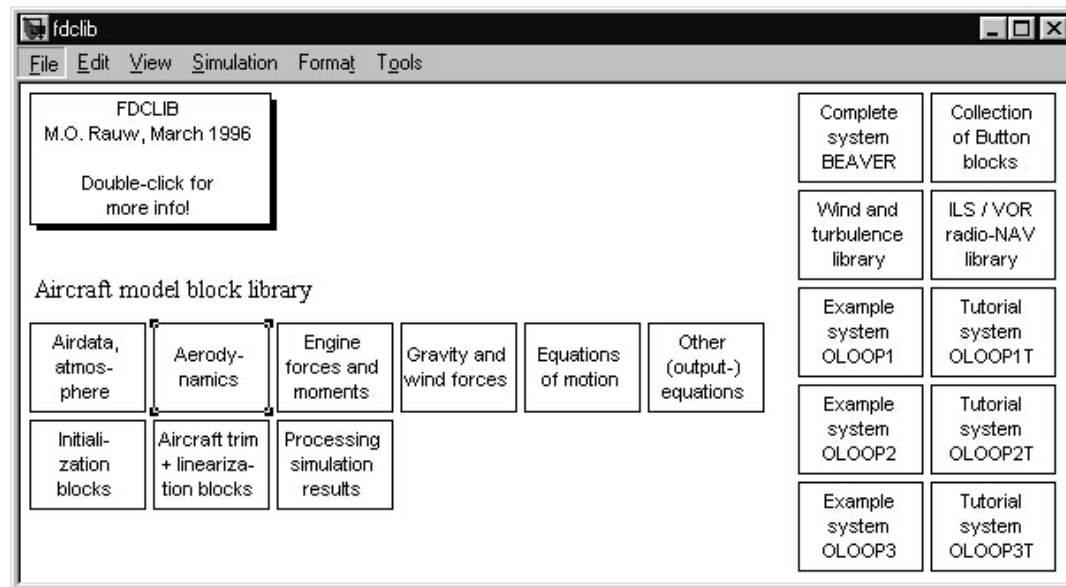 fdclib
File Edit View Simulation Format Tools
FDCLIB
M.O. Rauw, March 1996
Double-click for
more info!
Aircraft model block library
Airdata,
atmos-
phere
Aerody-
namics
Engine
forces and
moments
Gravity and
wind forces
Equations
of motion
Other
(output-)
equations
Initiali-
zation
blocks
Aircraft trim
+ lineariza-
tion blocks
Processing
simulation
results
Complete
system
BEAVER
Collection
of Button
blocks
Wind and
turbulence
library
ILS / VOR
radio-NAV
library
Example
system
OLOOP1
Tutorial
system
OLOOP1T
Example
system
OLOOP2
Tutorial
system
OLOOP2T
Example
system
OLOOP3
Tutorial
system
OLOOP3T